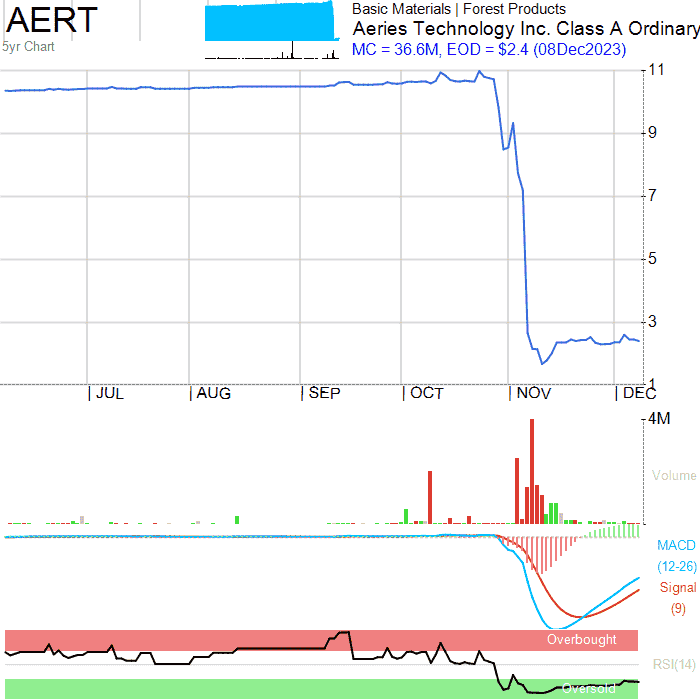 AERT
5yr Chart
Basic Materials | Forest Products
Aeries Technology Inc. Class A Ordinary
MC = 36.6M, EOD = $2.4 (08Dec2023)
11
9
7
5
3
1
JUL AUG SEP OCT NOV DEC
4M
Volume
MACD
(12-26)
Signal
(9)
Overbought
RSI(14)
Oversold